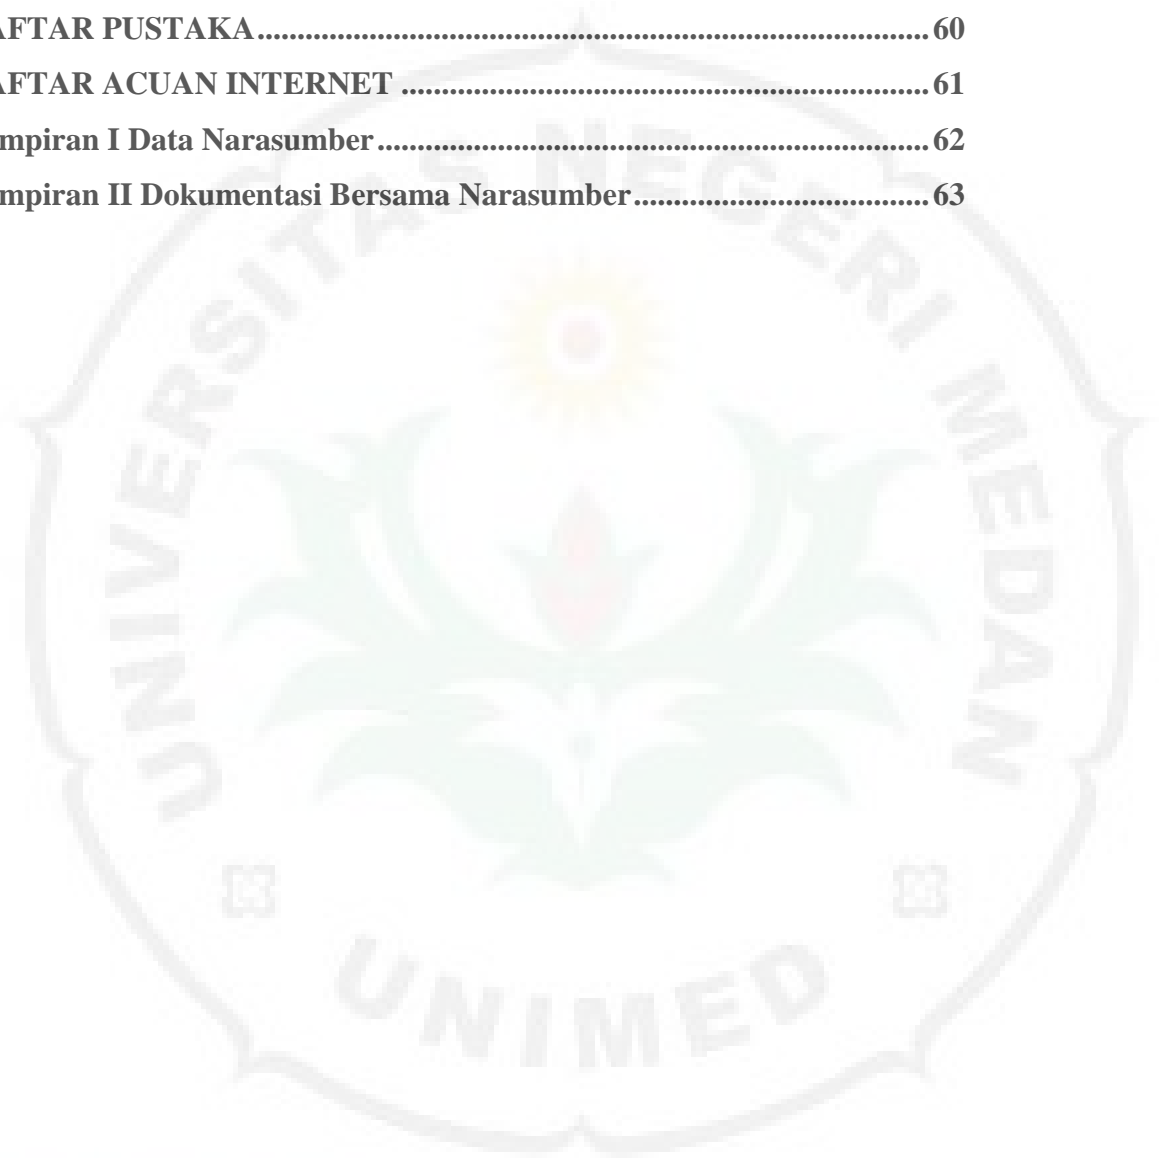 AFTAR PUSTAKA..................................................................................... 60
AFTAR ACUAN INTERNET ................................................................... 61
mpiran I Data Narasumber...................................................................... 62
mpiran II Dokumentasi Bersama Narasumber..................................... 63
UNIVERSITAS NEGERI MEDAN
UNIMED